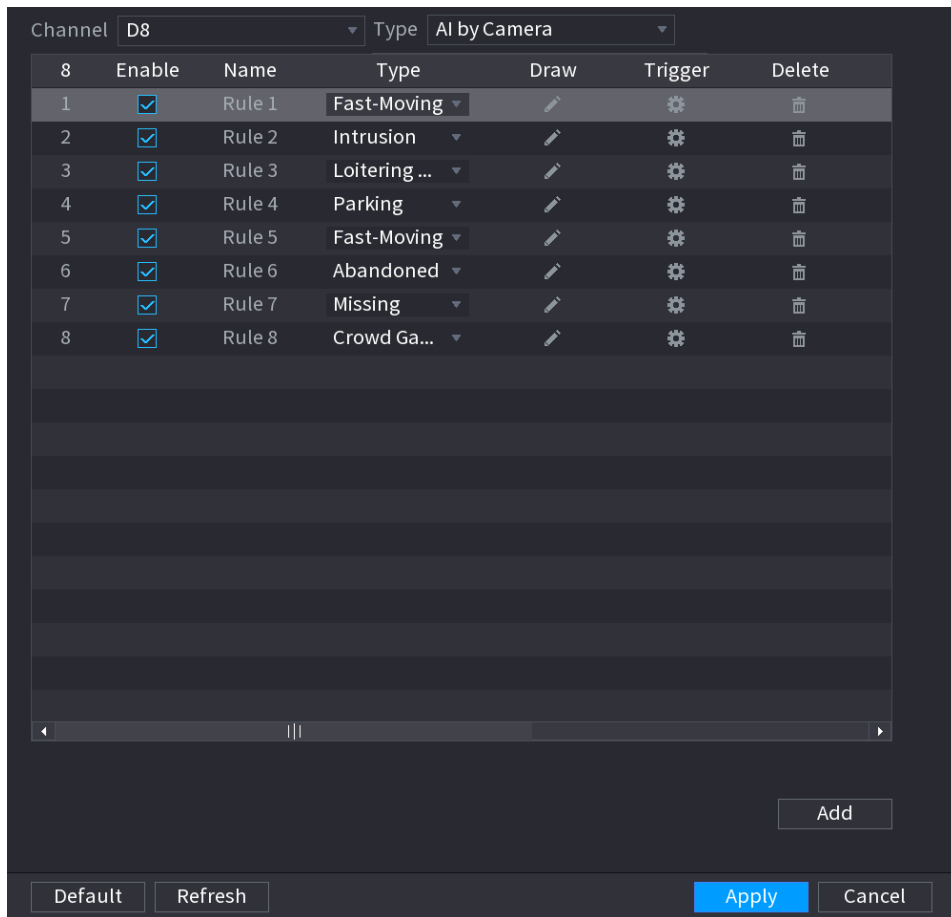 Channel D8 Type AI by Camera
8 Enable Name Type Draw Trigger Delete
1 Rule 1 Fast-Moving
2 Rule 2 Intrusion
3 Rule 3 Loitering ...
4 Rule 4 Parking
5 Rule 5 Fast-Moving
6 Rule 6 Abandoned
7 Rule 7 Missing
8 Rule 8 Crowd Ga...
Add
Default Refresh Apply Cancel